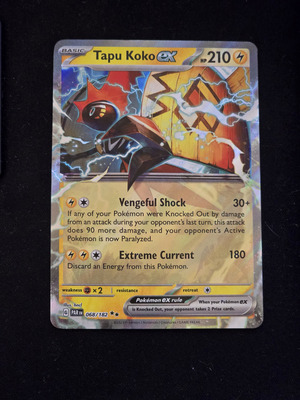 BASIC
Tapu Koko ex HP 210
Vengeful Shock 30+
If any of your Pokémon were Knocked Out by damage
from an attack during your opponent's last turn, this attack
does 90 more damage, and your opponent's Active
Pokémon is now Paralyzed.
Extreme Current 180
Discard an Energy from this Pokémon.
weakness ×2 resistance retreat
Pokémon ex rule
When your Pokémon ex
is Knocked Out, your opponent takes 2 Prize cards.
PAR EN 068/182